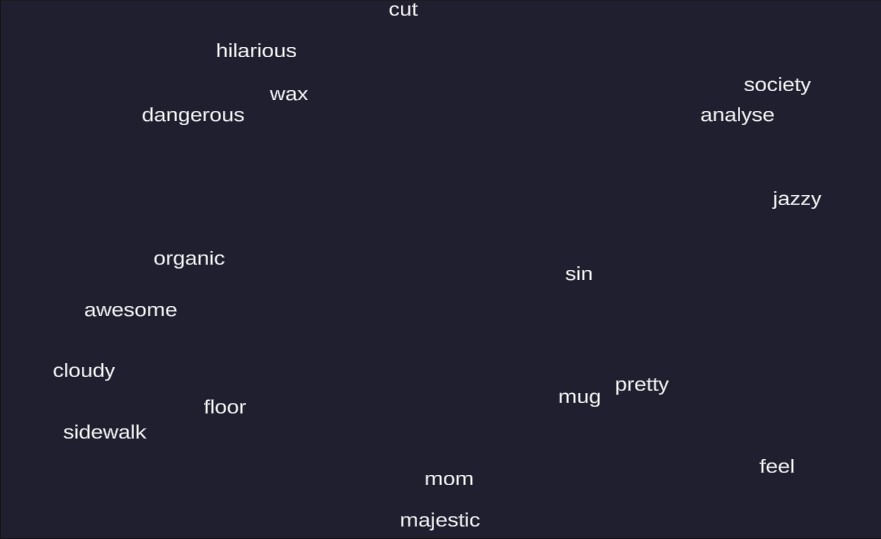 cut
hilarious
society
wax
dangerous
analyse
jazzy
organic
sin
awesome
cloudy
pretty
mug
floor
sidewalk
feel
mom
majestic